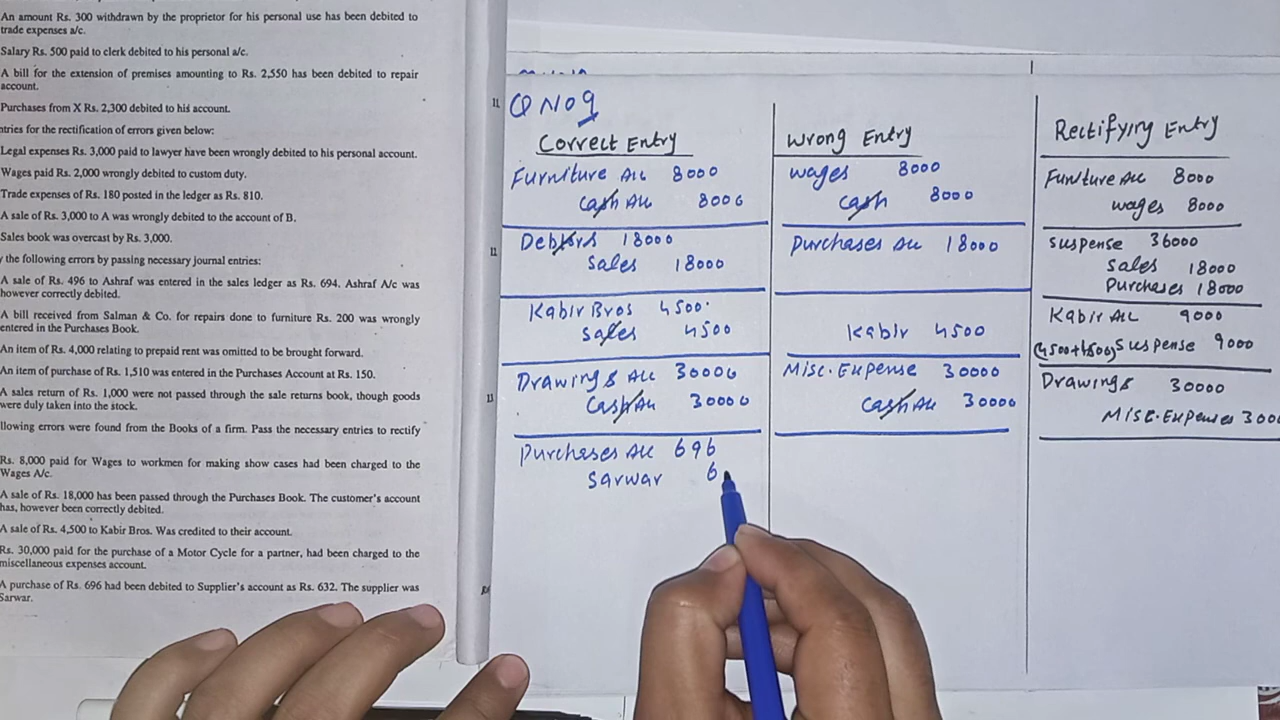 An amount Rs. 300 withdrawn by the proprietor for his personal use has been debited to
trade expenses a/c.
Salary Rs. 500 paid to clerk debited to his personal a/c.
A bill for the extension of premises amounting to Rs. 2,550 has been debited to repair
account.
Purchases from X Rs. 2,300 debited to his account.
ntries for the rectification of errors given below:
Legal expenses Rs. 3,000 paid to lawyer have been wrongly debited to his personal account.
Wages paid Rs. 2,000 wrongly debited to custom duty.
Trade expenses of Rs. 180 posted in the ledger as Rs. 810.
A sale of Rs. 3,000 to A was wrongly debited to the account of B.
Sales book was overcast by Rs. 3,000.
y the following errors by passing necessary journal entries:
A sale of Rs. 496 to Ashraf was entered in the sales ledger as Rs. 694. Ashraf A/c was
however correctly debited.
A bill received from Salman & Co. for repairs done to furniture Rs. 200 was wrongly
entered in the Purchases Book.
An item of Rs. 4,000 relating to prepaid rent was omitted to be brought forward.
An item of purchase of Rs. 1,510 was entered in the Purchases Account at Rs. 150.
A sales return of Rs. 1,000 were not passed through the sale returns book, though goods
were duly taken into the stock.
llowing errors were found from the Books of a firm. Pass the necessary entries to rectify
Rs. 8,000 paid for Wages to workmen for making show cases had been charged to the
Wages A/c.
A sale of Rs. 18,000 has been passed through the Purchases Book. The customer's account
has, however been correctly debited.
A sale of Rs. 4,500 to Kabir Bros. Was credited to their account.
Rs. 30,000 paid for the purchase of a Motor Cycle for a partner, had been charged to the
miscellaneous expenses account.
A purchase of Rs. 696 had been debited to Supplier's account as Rs. 632. The supplier was
Sarwar.
Q No 9
Correct Entry
Furniture Acc 8000
cash Acc 8000
Debtors 18000
Sales 18000
Kabir Bros 4500
Sales 4500
Drawings Acc 30000
Cash Acc 30000
Purchases Acc 696
Sarwar 6
Wrong Entry
wages 8000
cash 8000
Purchases Acc 18000
Kabir 4500
Misc. Expense 30000
Cash Acc 30000
Rectifying Entry
Funiture Acc 8000
wages 8000
suspense 36000
Sales 18000
Purchases 18000
Kabir Acc 9000
(4500+4500) Suspense 9000
Drawings 30000
Misc. Expenses 3000